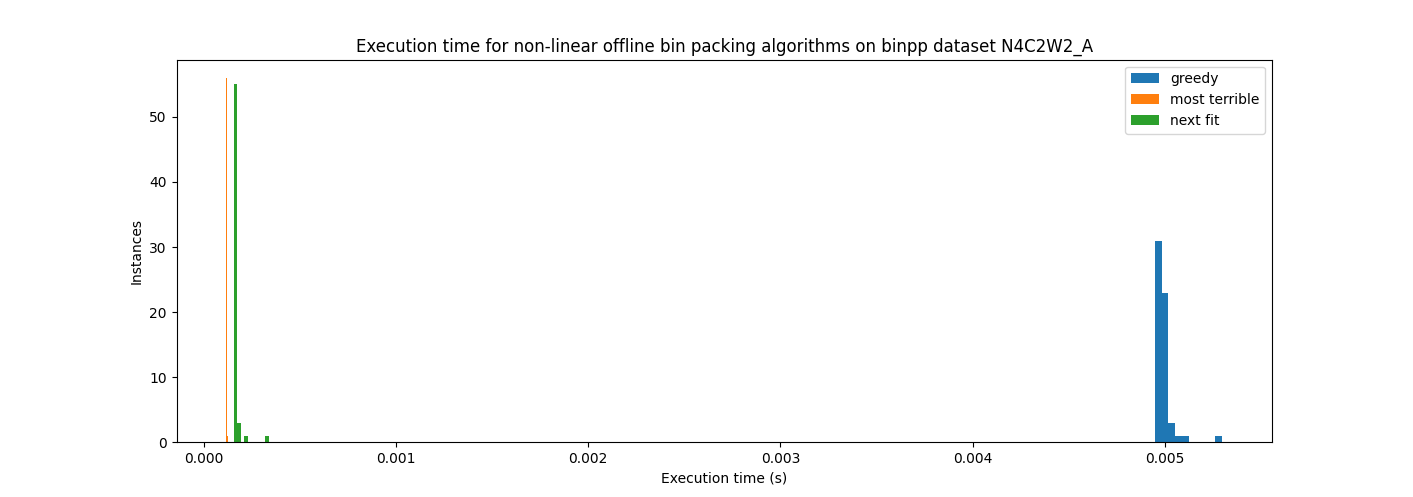 Execution time for non-linear offline bin packing algorithms on binpp dataset N4C2W2_A
greedy
most terrible
next fit
50
40
30
20
10
0
Instances
0.000 0.001 0.002 0.003 0.004 0.005
Execution time (s)